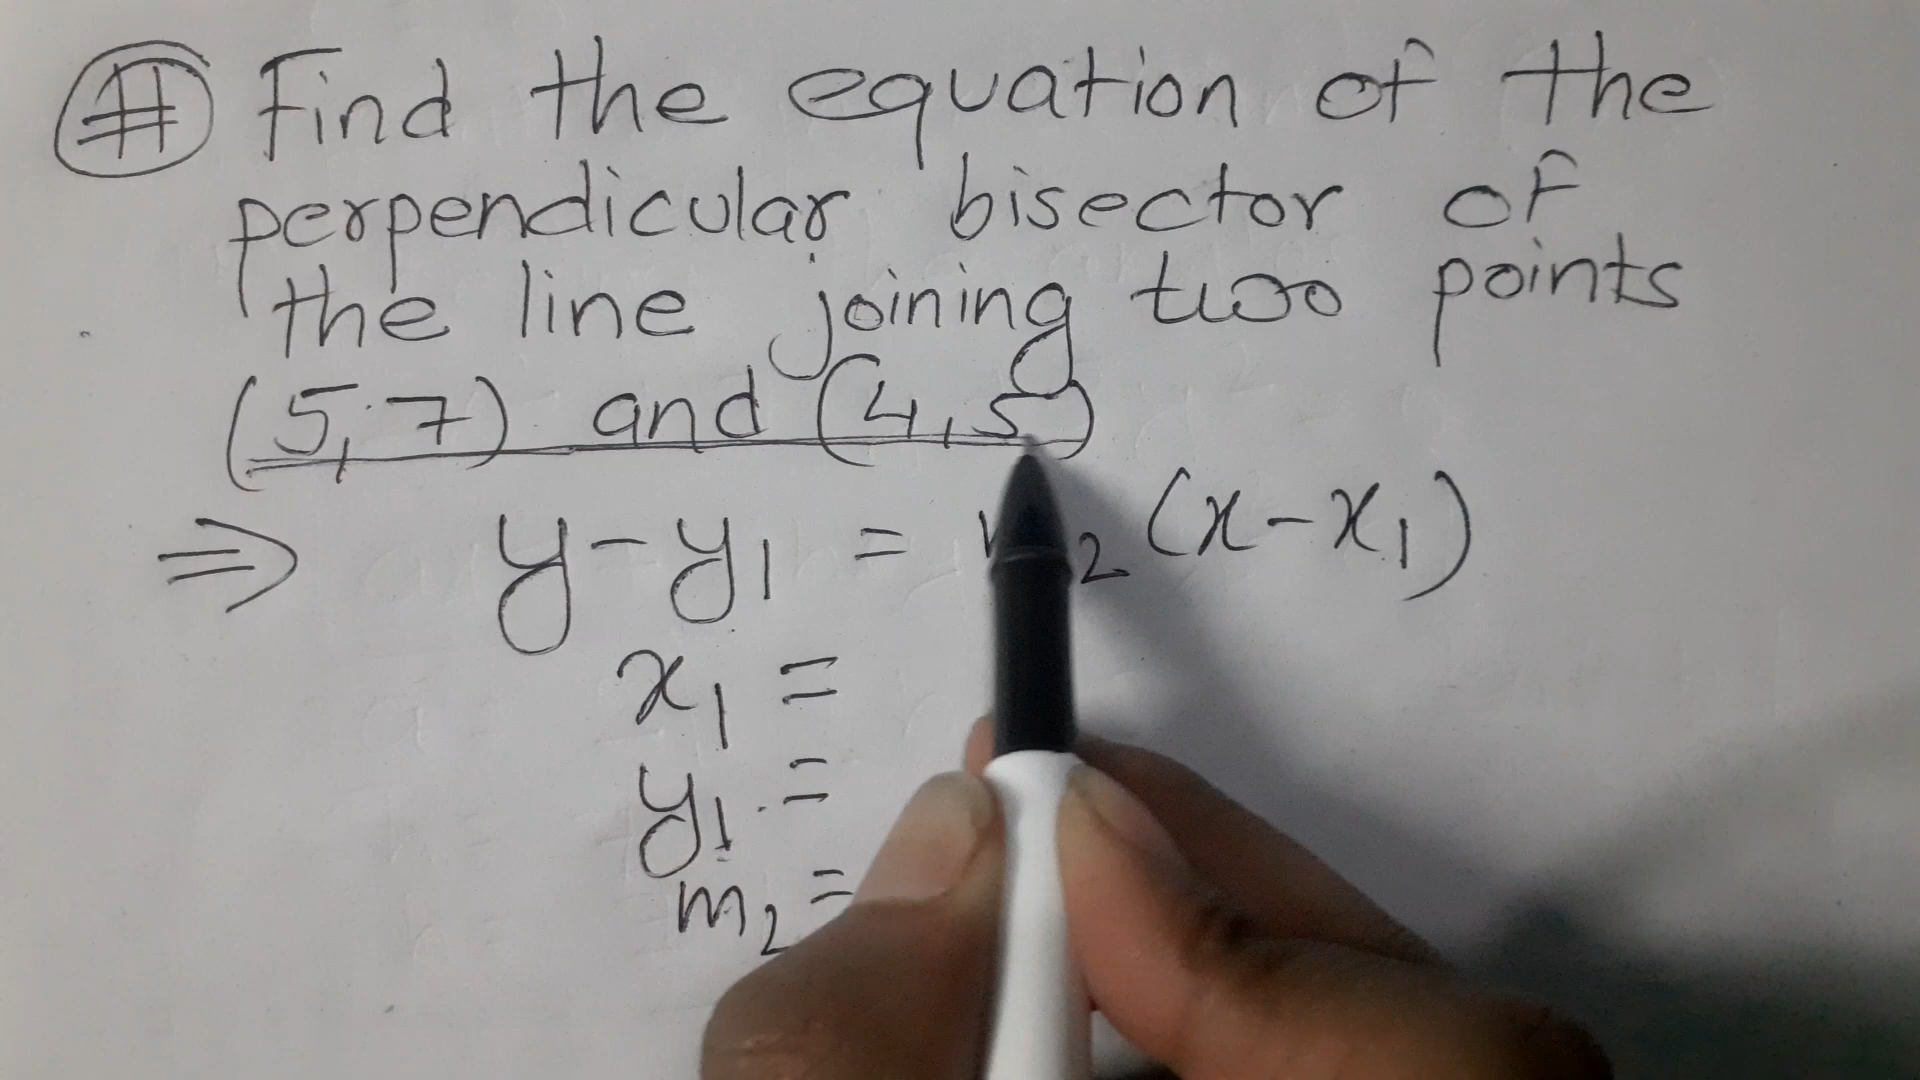 # Find the equation of the
perpendicular bisector of
the line joining two points
(5, 7) and (4, 5)
⇒ y - y₁ = ₂ (x - x₁)
x₁ =
y₁ =
m₂ =